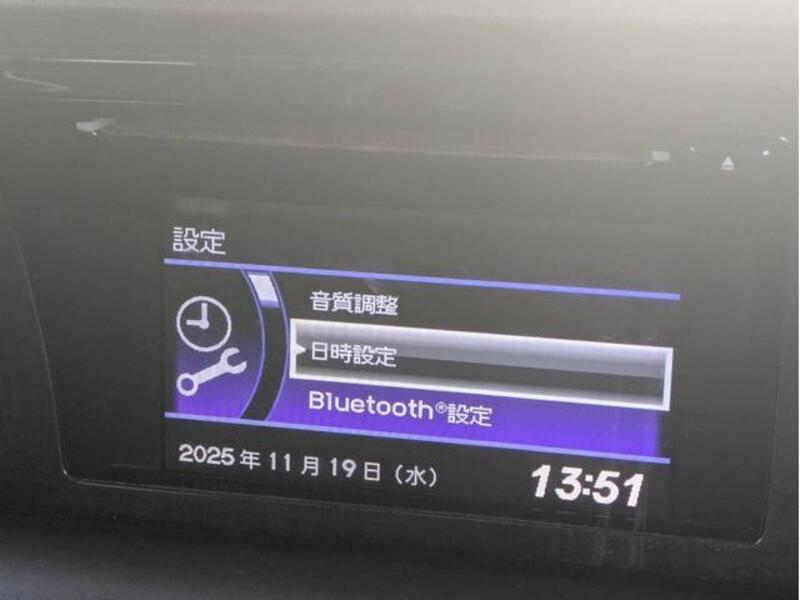 設定
音質調整
日時設定
Bluetooth®設定
2025年11月19日（水）
13:51